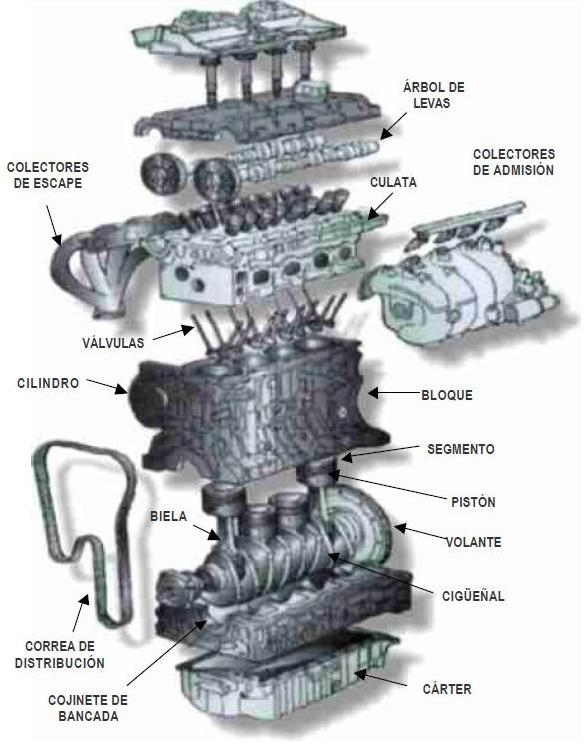 ÁRBOL DE
LEVAS
COLECTORES
DE ESCAPE
COLECTORES
DE ADMISIÓN
CULATA
VÁLVULAS
CILINDRO
BLOQUE
SEGMENTO
PISTÓN
BIELA
VOLANTE
CIGÜEÑAL
CORREA DE
DISTRIBUCIÓN
COJINETE DE
BANCADA
CÁRTER